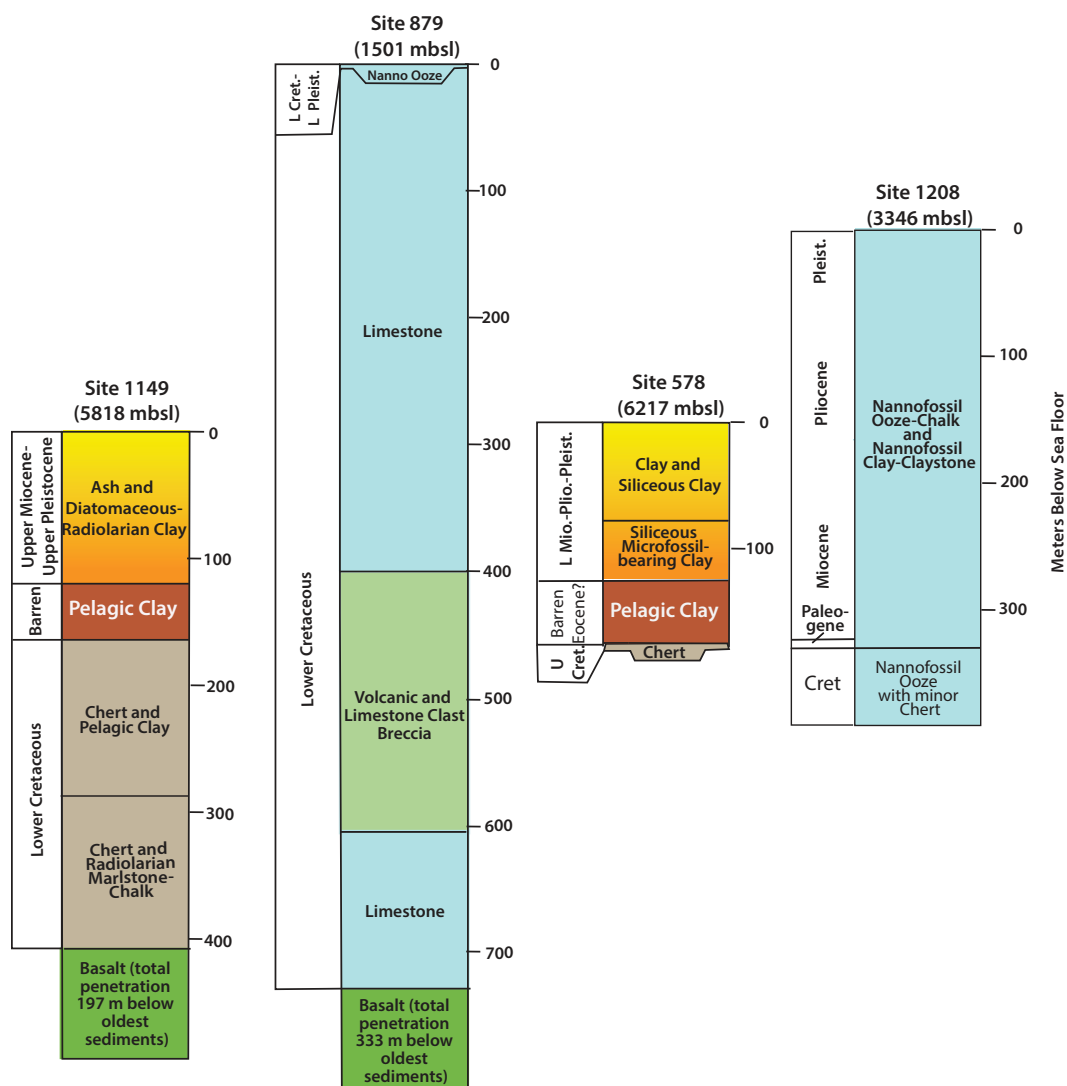 Site 1149
(5818 mbsl)
Upper Miocene-
Upper Pleistocene
Barren
Lower Cretaceous
Ash and
Diatomaceous-
Radiolarian Clay
Pelagic Clay
Chert and
Pelagic Clay
Chert and
Radiolarian
Marlstone-
Chalk
Basalt (total
penetration
197 m below
oldest
sediments)
0
100
200
300
400
Site 879
(1501 mbsl)
L Cret.-
L Pleist.
Lower Cretaceous
Nanno Ooze
Limestone
Volcanic and
Limestone Clast
Breccia
Limestone
Basalt (total
penetration
333 m below
oldest
sediments)
0
100
200
300
400
500
600
700
Site 578
(6217 mbsl)
L Mio.-Plio.-Pleist.
Barren
Eocene?
U
Cret.
Clay and
Siliceous Clay
Siliceous
Microfossil-
bearing Clay
Pelagic Clay
Chert
0
100
Site 1208
(3346 mbsl)
Pleist.
Pliocene
Miocene
Paleo-
gene
Cret
Nannofossil
Ooze-Chalk
and
Nannofossil
Clay-Claystone
Nannofossil
Ooze
with minor
Chert
0
100
200
300
Meters Below Sea Floor